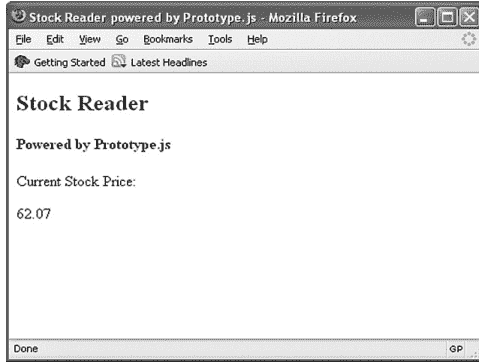 Stock Reader powered by Prototype.js - Mozilla Firefox
File Edit View Go Bookmarks Tools Help
Getting Started Latest Headlines
Stock Reader
Powered by Prototype.js
Current Stock Price:
62.07
Done GP